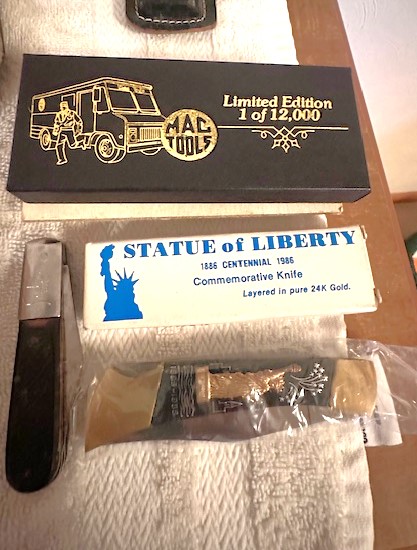 Limited Edition
1 of 12,000
MAC
TOOLS
STATUE of LIBERTY
1886 CENTENNIAL 1986
Commemorative Knife
Layered in pure 24K Gold.